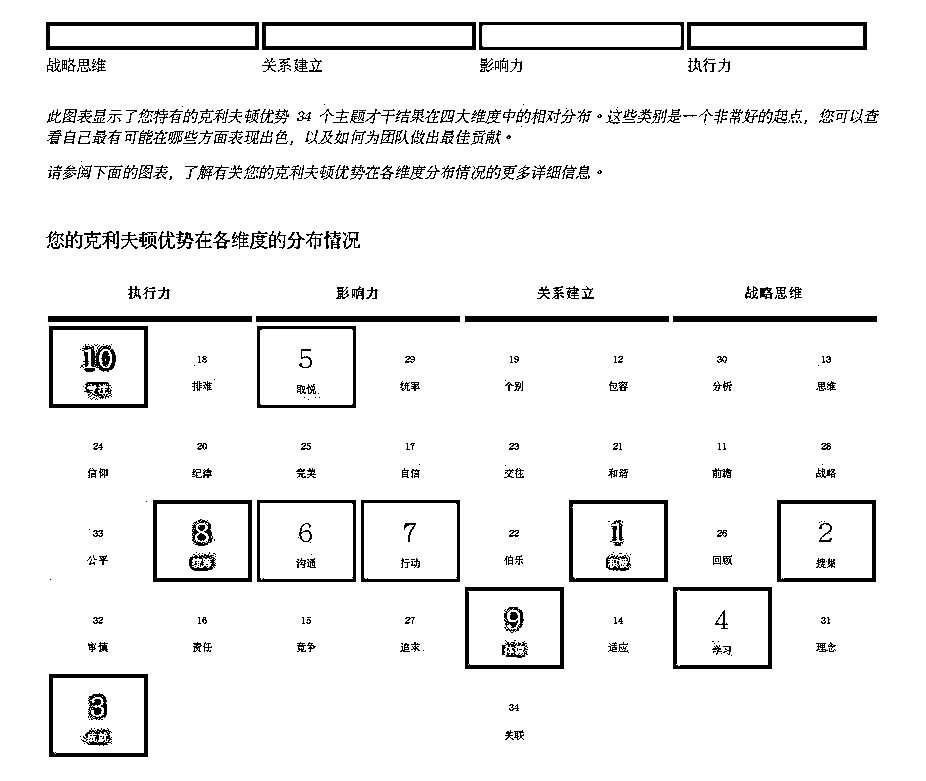 战略思维 关系建立 影响力 执行力
此图表显示了您特有的克利夫顿优势 34 个主题才干结果在四大维度中的相对分布。这些类别是一个非常好的起点，您可以查
看自己最有可能在哪些方面表现出色，以及如何为团队做出最佳贡献。
请参阅下面的图表，了解有关您的克利夫顿优势在各维度分布情况的更多详细信息。
您的克利夫顿优势在各维度的分布情况
执行力 影响力 关系建立 战略思维
10 18 5 29 19 12 30 13
排难 取悦 统率 个别 包容 分析 思维
24 20 25 17 23 21 11 28
信仰 纪律 完美 自信 交往 和谐 前瞻 战略
33 8 6 7 22 1 26 2
公平 统筹 沟通 行动 伯乐 积极 回顾 搜集
32 16 15 27 9 14 4 31
审慎 责任 竞争 追求 体谅 适应 学习 理念
3 34
成就 关联